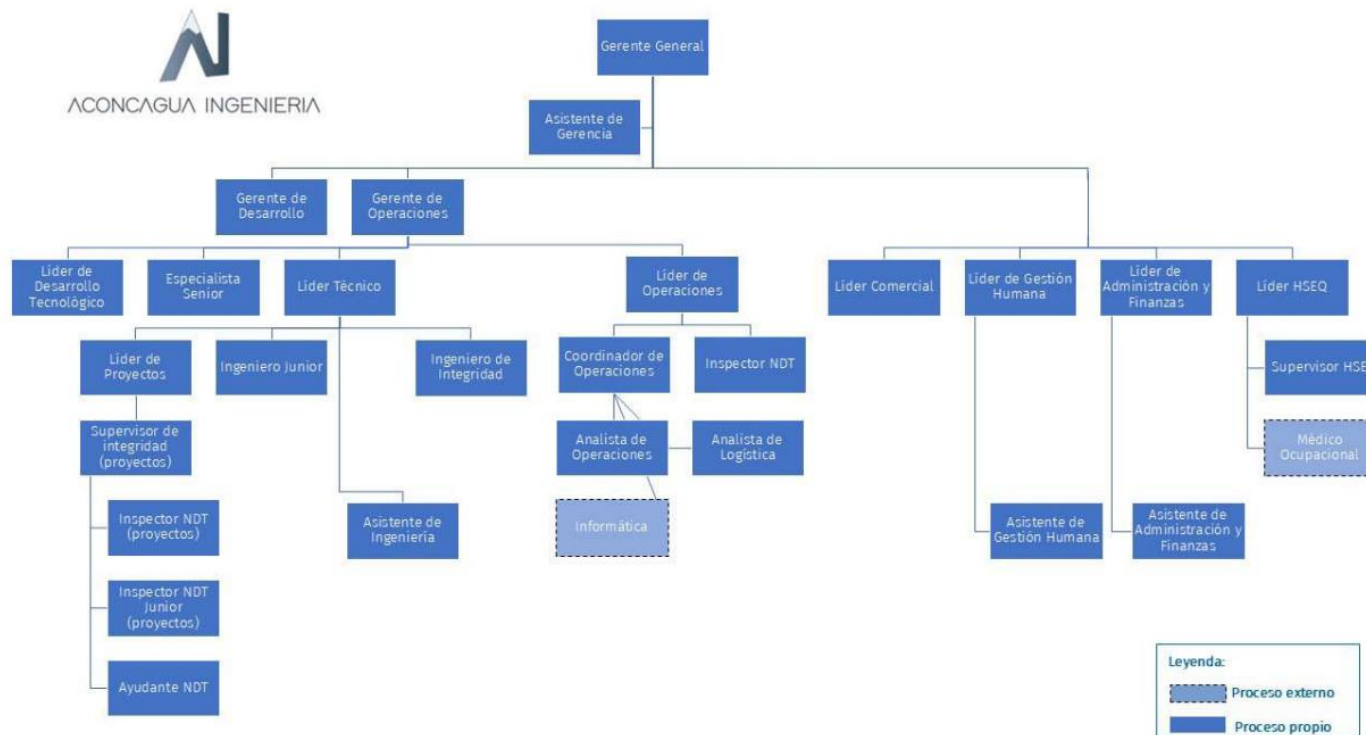 ACONCAGUA INGENIERIA
Gerente General
Asistente de
Gerencia
Gerente de
Desarrollo
Gerente de
Operaciones
Líder de
Desarrollo
Tecnológico
Especialista
Senior
Líder Técnico
Líder de
Operaciones
Líder Comercial
Líder de Gestión
Humana
Líder de
Administración y
Finanzas
Líder HSEQ
Líder de
Proyectos
Ingeniero Junior
Ingeniero de
Integridad
Coordinador de
Operaciones
Inspector NDT
Supervisor HSE
Supervisor de
integridad
(proyectos)
Analista de
Operaciones
Analista de
Logística
Médico
Ocupacional
Inspector NDT
(proyectos)
Asistente de
Ingeniería
Informática
Asistente de
Gestión Humana
Asistente de
Administración y
Finanzas
Inspector NDT
Junior
(proyectos)
Ayudante NDT
Leyenda:
Proceso externo
Proceso propio